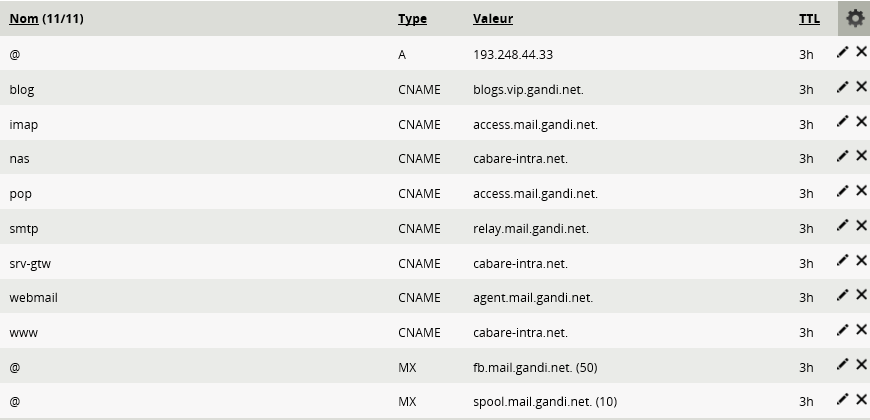 Nom (11/11) Type Valeur TTL
@ A 193.248.44.33 3h
blog CNAME blogs.vip.gandi.net. 3h
imap CNAME access.mail.gandi.net. 3h
nas CNAME cabare-intra.net. 3h
pop CNAME access.mail.gandi.net. 3h
smtp CNAME relay.mail.gandi.net. 3h
srv-gtw CNAME cabare-intra.net. 3h
webmail CNAME agent.mail.gandi.net. 3h
www CNAME cabare-intra.net. 3h
@ MX fb.mail.gandi.net. (50) 3h
@ MX spool.mail.gandi.net. (10) 3h